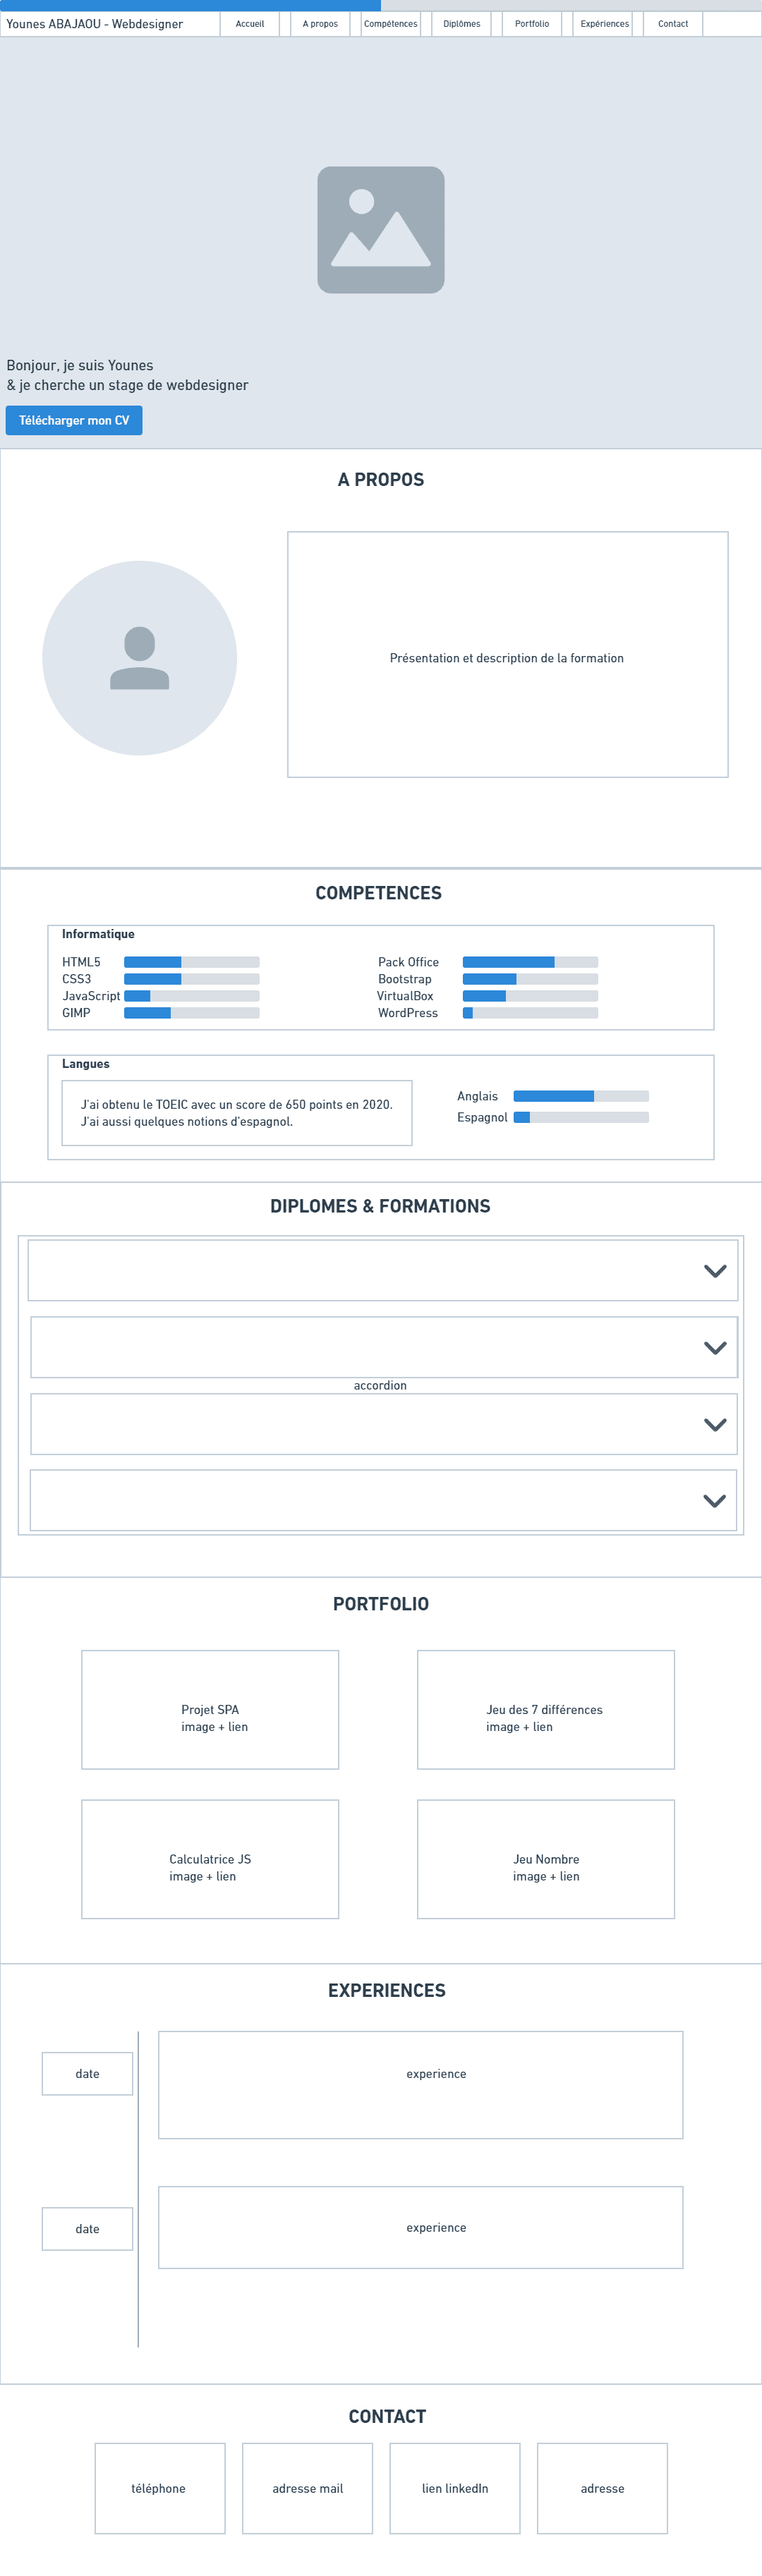 Younes ABAJAOU - Webdesigner
Accueil
A propos
Compétences
Diplômes
Portfolio
Expériences
Contact
Bonjour, je suis Younes
& je cherche un stage de webdesigner
Télécharger mon CV
A PROPOS
Présentation et description de la formation
COMPETENCES
Informatique
HTML5
CSS3
JavaScript
GIMP
Pack Office
Bootstrap
VirtualBox
WordPress
Langues
J'ai obtenu le TOEIC avec un score de 650 points en 2020.
J'ai aussi quelques notions d'espagnol.
Anglais
Espagnol
DIPLOMES & FORMATIONS
accordion
PORTFOLIO
Projet SPA
image + lien
Jeu des 7 différences
image + lien
Calculatrice JS
image + lien
Jeu Nombre
image + lien
EXPERIENCES
date
experience
date
experience
CONTACT
téléphone
adresse mail
lien linkedIn
adresse